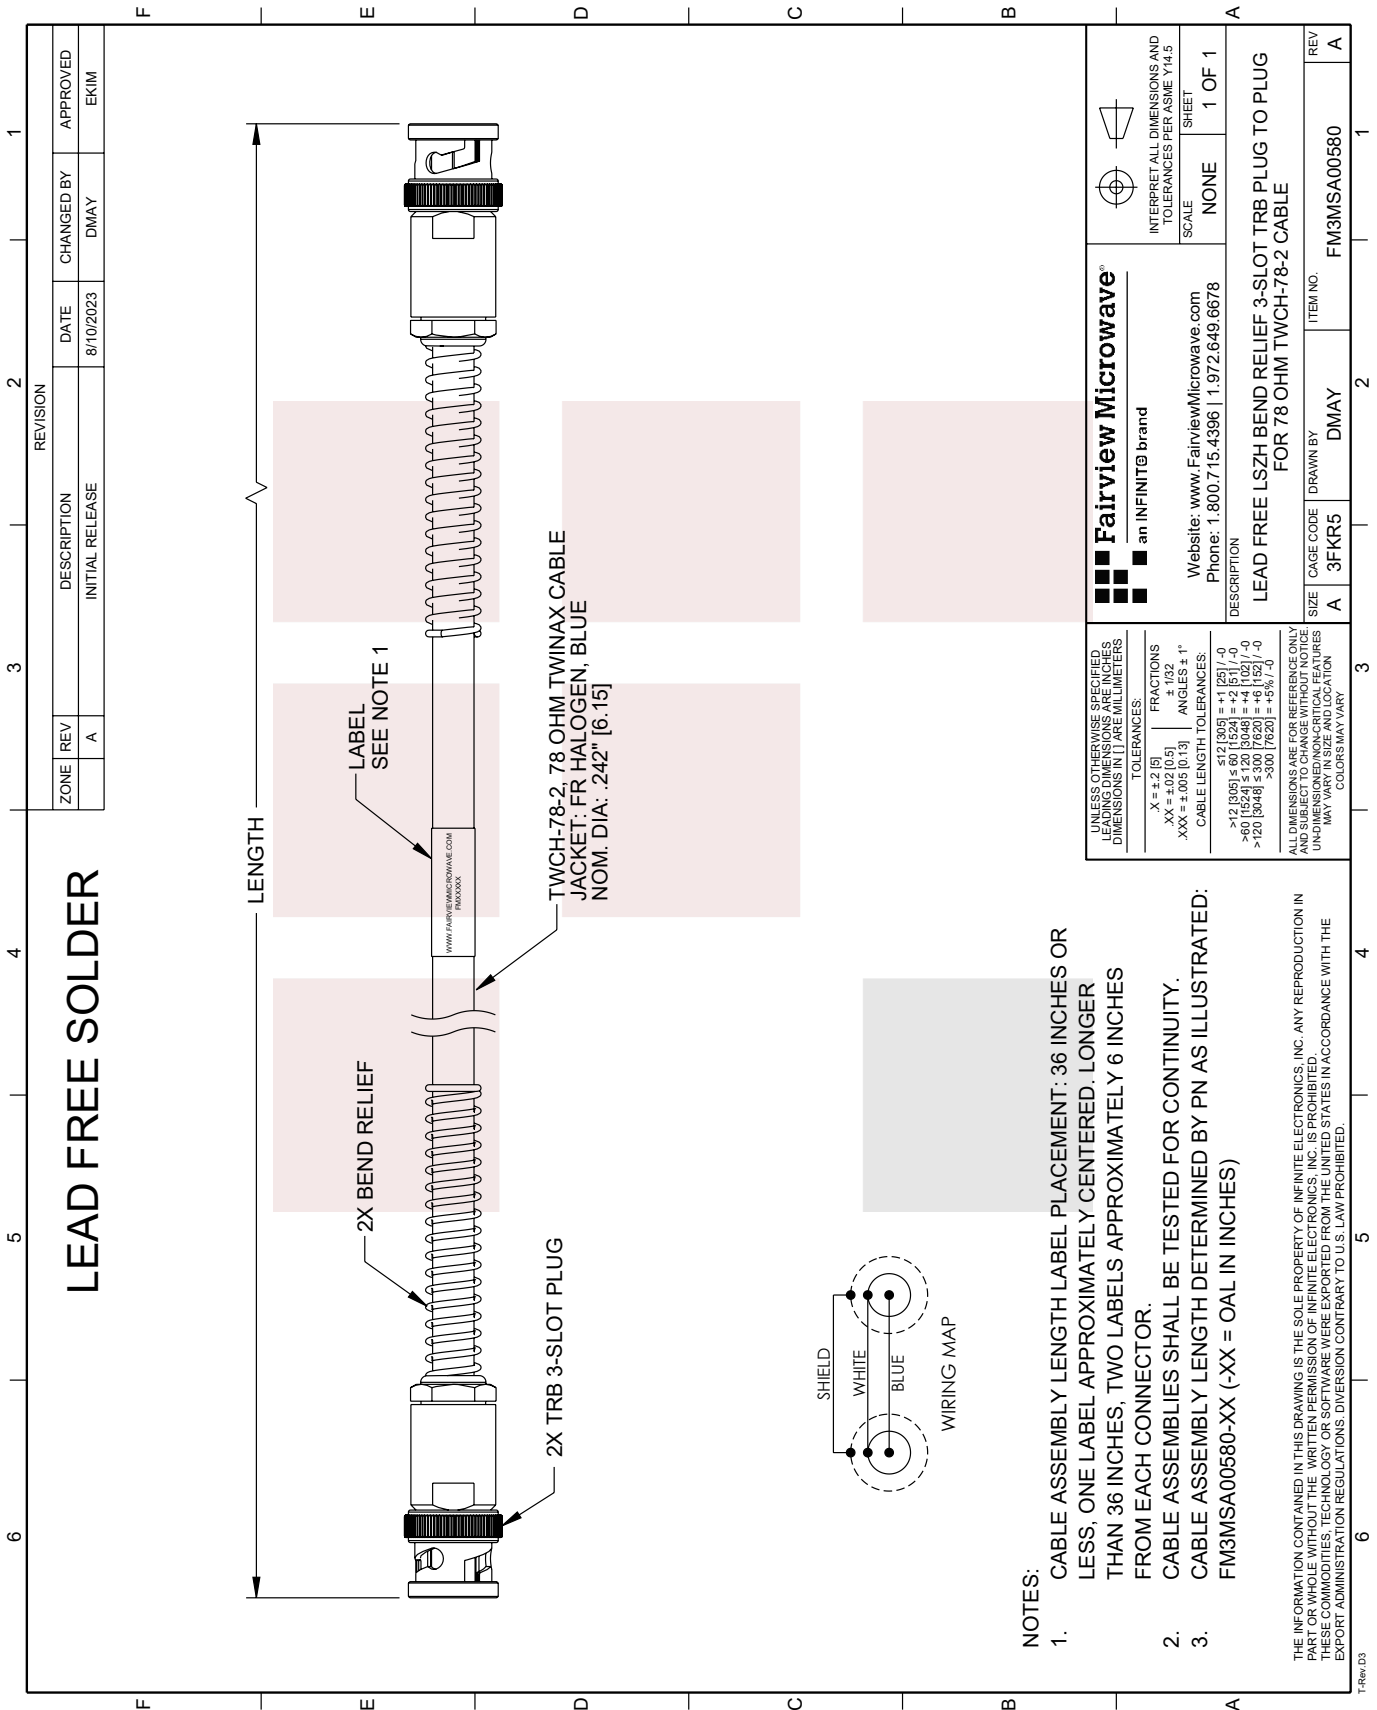 LEAD FREE SOLDER
REVISION
ZONE REV DESCRIPTION DATE CHANGED BY APPROVED
A INITIAL RELEASE 8/10/2023 DMAY EKIM
6 5 4 3 2 1
F F
E E
D D
C C
B B
A A
LENGTH
2X BEND RELIEF
LABEL
SEE NOTE 1
WWW.FAIRVIEWMICROWAVE.COM
FMXXXXX
2X TRB 3-SLOT PLUG
TWCH-78-2, 78 OHM TWINAX CABLE
JACKET: FR HALOGEN, BLUE
NOM. DIA: .242" [6.15]
SHIELD
WHITE
BLUE
WIRING MAP
NOTES:
1. CABLE ASSEMBLY LENGTH LABEL PLACEMENT: 36 INCHES OR
LESS, ONE LABEL APPROXIMATELY CENTERED. LONGER
THAN 36 INCHES, TWO LABELS APPROXIMATELY 6 INCHES
FROM EACH CONNECTOR.
2. CABLE ASSEMBLIES SHALL BE TESTED FOR CONTINUITY.
3. CABLE ASSEMBLY LENGTH DETERMINED BY PN AS ILLUSTRATED:
FM3MSA00580-XX (-XX = OAL IN INCHES)
THE INFORMATION CONTAINED IN THIS DRAWING IS THE SOLE PROPERTY OF INFINITE ELECTRONICS, INC. ANY REPRODUCTION IN
PART OR WHOLE WITHOUT THE WRITTEN PERMISSION OF INFINITE ELECTRONICS, INC. IS PROHIBITED.
THESE COMMODITIES, TECHNOLOGY OR SOFTWARE WERE EXPORTED FROM THE UNITED STATES IN ACCORDANCE WITH THE
EXPORT ADMINISTRATION REGULATIONS. DIVERSION CONTRARY TO U.S. LAW PROHIBITED.
UNLESS OTHERWISE SPECIFIED
LEADING DIMENSIONS ARE INCHES
DIMENSIONS IN [ ] ARE MILLIMETERS
TOLERANCES:
.X = ±.2 [5] FRACTIONS
.XX = ±.02 [0.5] ± 1/32
.XXX = ±.005 [0.13] ANGLES ± 1°
CABLE LENGTH TOLERANCES:
≤12 [305] = +1 [25] / -0
>12 [305] ≤ 60 [1524] = +2 [51] / -0
>60 [1524] ≤ 120 [3048] = +4 [102] / -0
>120 [3048] ≤ 300 [7620] = +6 [152] / -0
>300 [7620] = +5% / -0
ALL DIMENSIONS ARE FOR REFERENCE ONLY
AND SUBJECT TO CHANGE WITHOUT NOTICE.
UN-DIMENSIONED/NON-CRITICAL FEATURES
MAY VARY IN SIZE AND LOCATION
COLORS MAY VARY
Fairview Microwave®
an INFINITE brand
Website: www.FairviewMicrowave.com
Phone: 1.800.715.4396 | 1.972.649.6678
INTERPRET ALL DIMENSIONS AND
TOLERANCES PER ASME Y14.5
SCALE SHEET
NONE 1 OF 1
DESCRIPTION
LEAD FREE LSZH BEND RELIEF 3-SLOT TRB PLUG TO PLUG
FOR 78 OHM TWCH-78-2 CABLE
SIZE CAGE CODE DRAWN BY ITEM NO. REV
A 3FKR5 DMAY FM3MSA00580 A
6 5 4 3 2 1
T-Rev.D3